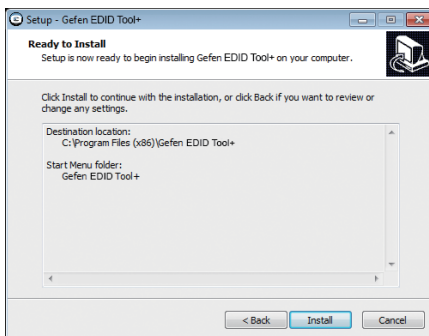 Setup - Gefen EDID Tool+
Ready to Install
Setup is now ready to begin installing Gefen EDID Tool+ on your computer.
Click Install to continue with the installation, or click Back if you want to review or
change any settings.
Destination location:
C:\Program Files (x86)\Gefen EDID Tool+
Start Menu folder:
Gefen EDID Tool+
< Back
Install
Cancel